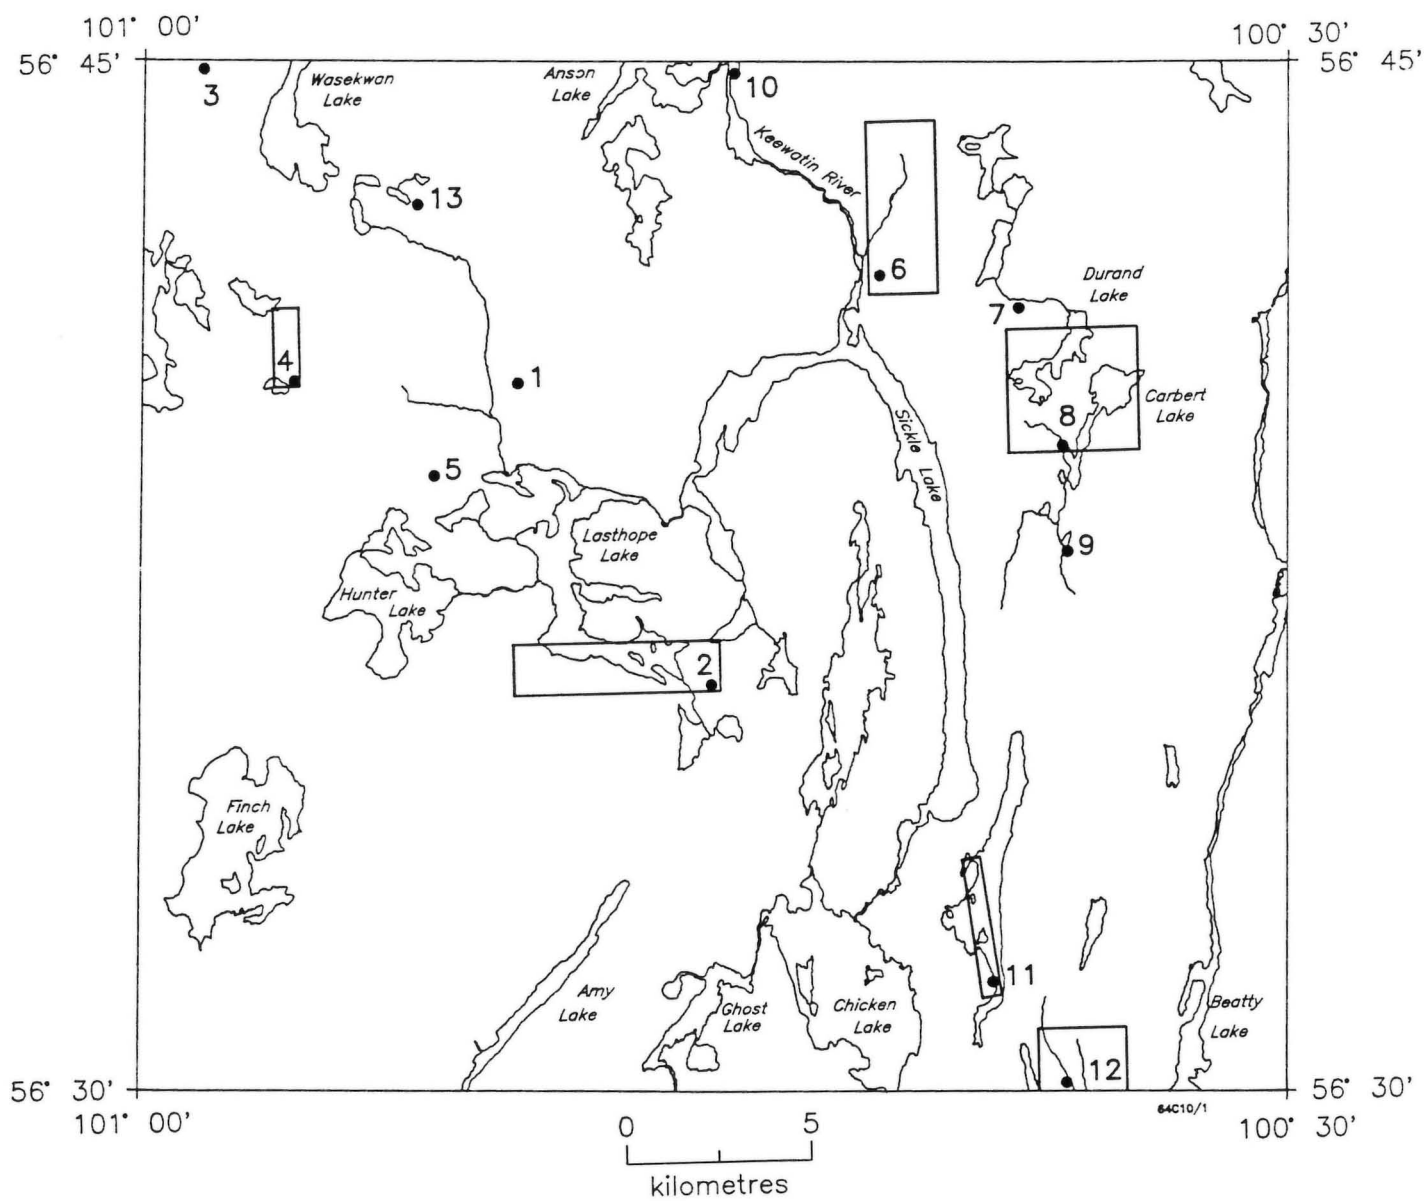 101° 00'
100° 30'
56° 45'
56° 45'
3
Wasekwan
Lake
Anson
Lake
10
Keewatin River
13
6
Durand
Lake
7
4
1
Carbert
Lake
8
Sickle Lake
5
Lasthope
Lake
9
Hunter
Lake
2
Finch
Lake
11
Amy
Lake
Ghost
Lake
Chicken
Lake
Beatty
Lake
12
56° 30'
56° 30'
64C10/1
101° 00'
100° 30'
0 5
kilometres